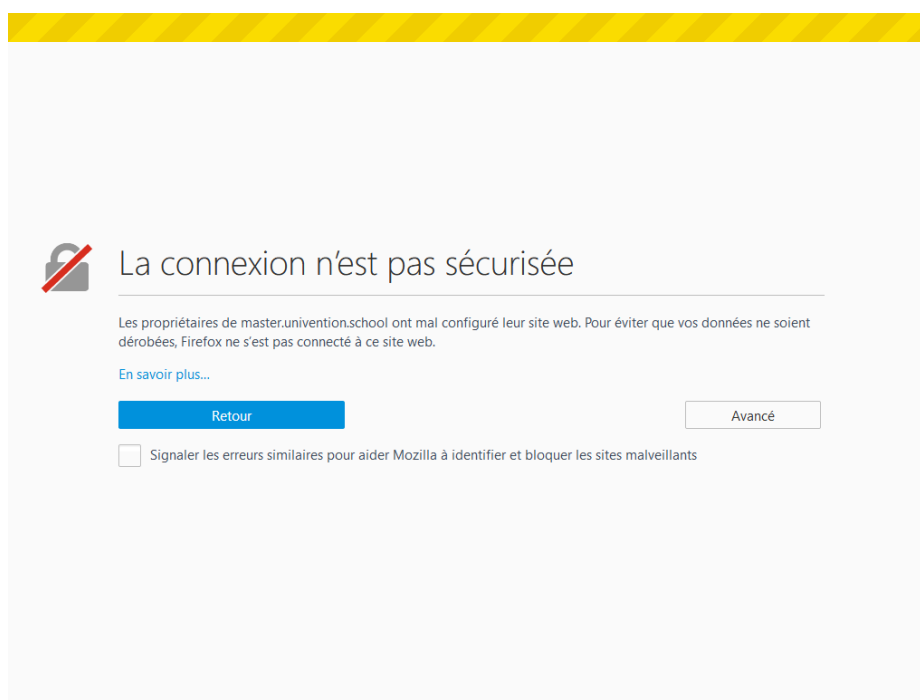 La connexion n'est pas sécurisée
Les propriétaires de master.univention.school ont mal configuré leur site web. Pour éviter que vos données ne soient
dérobées, Firefox ne s'est pas connecté à ce site web.
En savoir plus...
Retour
Avancé
Signaler les erreurs similaires pour aider Mozilla à identifier et bloquer les sites malveillants